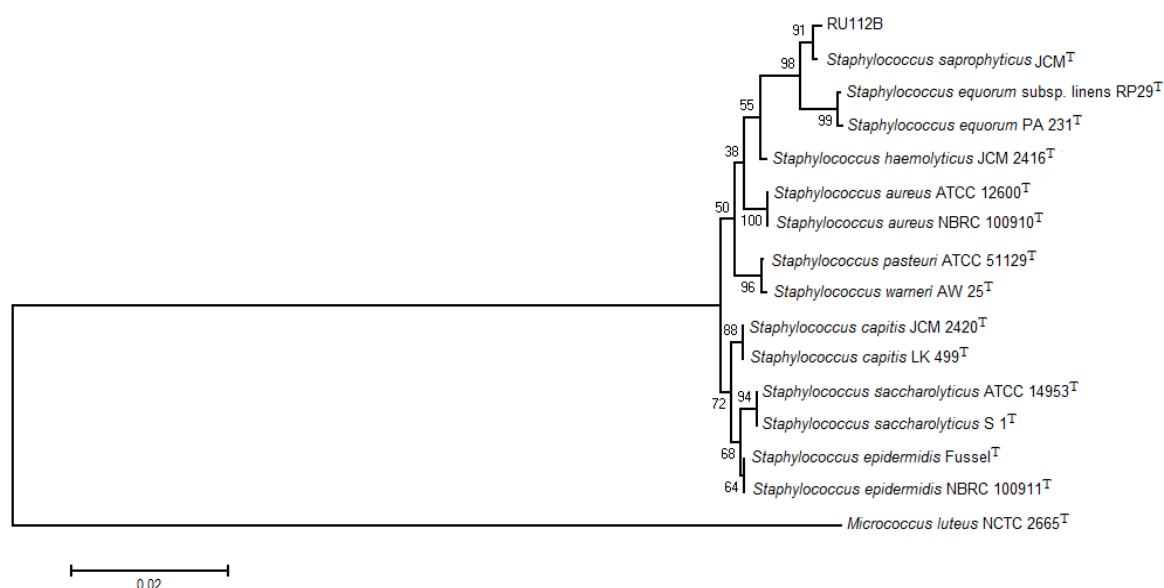 RU112B
91
Staphylococcus saprophyticus JCMᵀ
98
Staphylococcus equorum subsp. linens RP29ᵀ
55
99
Staphylococcus equorum PA 231ᵀ
38
Staphylococcus haemolyticus JCM 2416ᵀ
Staphylococcus aureus ATCC 12600ᵀ
50
100
Staphylococcus aureus NBRC 100910ᵀ
Staphylococcus pasteuri ATCC 51129ᵀ
96
Staphylococcus warneri AW 25ᵀ
88
Staphylococcus capitis JCM 2420ᵀ
Staphylococcus capitis LK 499ᵀ
94
Staphylococcus saccharolyticus ATCC 14953ᵀ
72
Staphylococcus saccharolyticus S 1ᵀ
68
Staphylococcus epidermidis Fusselᵀ
64
Staphylococcus epidermidis NBRC 100911ᵀ
Micrococcus luteus NCTC 2665ᵀ
0.02